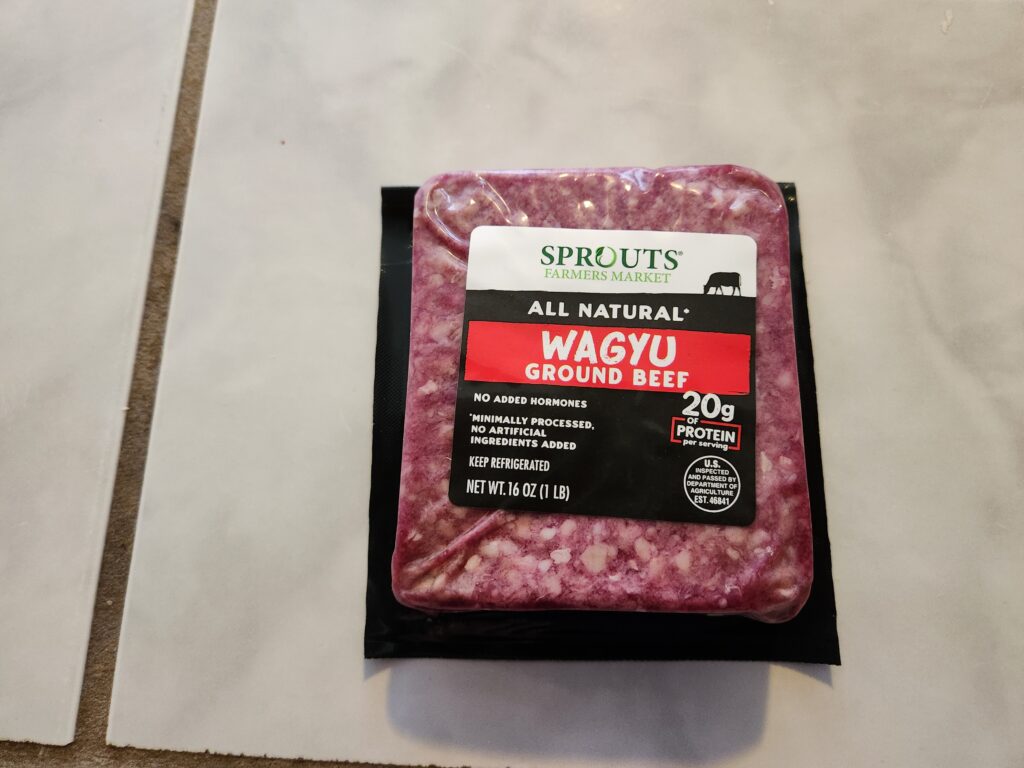 SPROUTS®
FARMERS MARKET
ALL NATURAL*
WAGYU
GROUND BEEF
NO ADDED HORMONES
*MINIMALLY PROCESSED,
NO ARTIFICIAL
INGREDIENTS ADDED
KEEP REFRIGERATED
NET WT. 16 OZ (1 LB)
20g
OF
PROTEIN
per serving
U.S.
INSPECTED
AND PASSED BY
DEPARTMENT OF
AGRICULTURE
EST. 46841